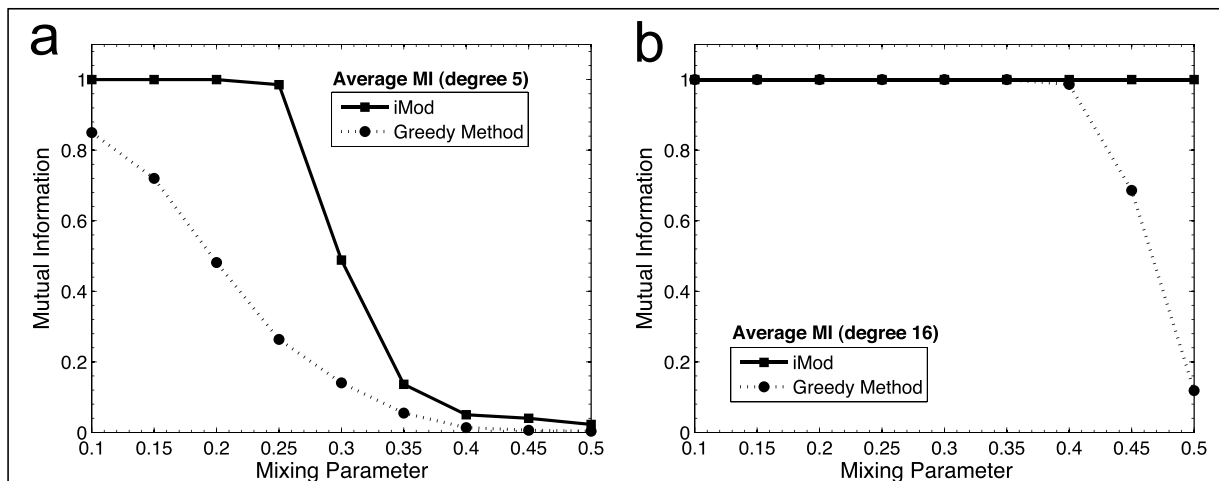 a
Mutual Information
1
0.8
0.6
0.4
0.2
0
Average MI (degree 5)
iMod
Greedy Method
0.1 0.15 0.2 0.25 0.3 0.35 0.4 0.45 0.5
Mixing Parameter
b
Mutual Information
1
0.8
0.6
0.4
0.2
0
Average MI (degree 16)
iMod
Greedy Method
0.1 0.15 0.2 0.25 0.3 0.35 0.4 0.45 0.5
Mixing Parameter